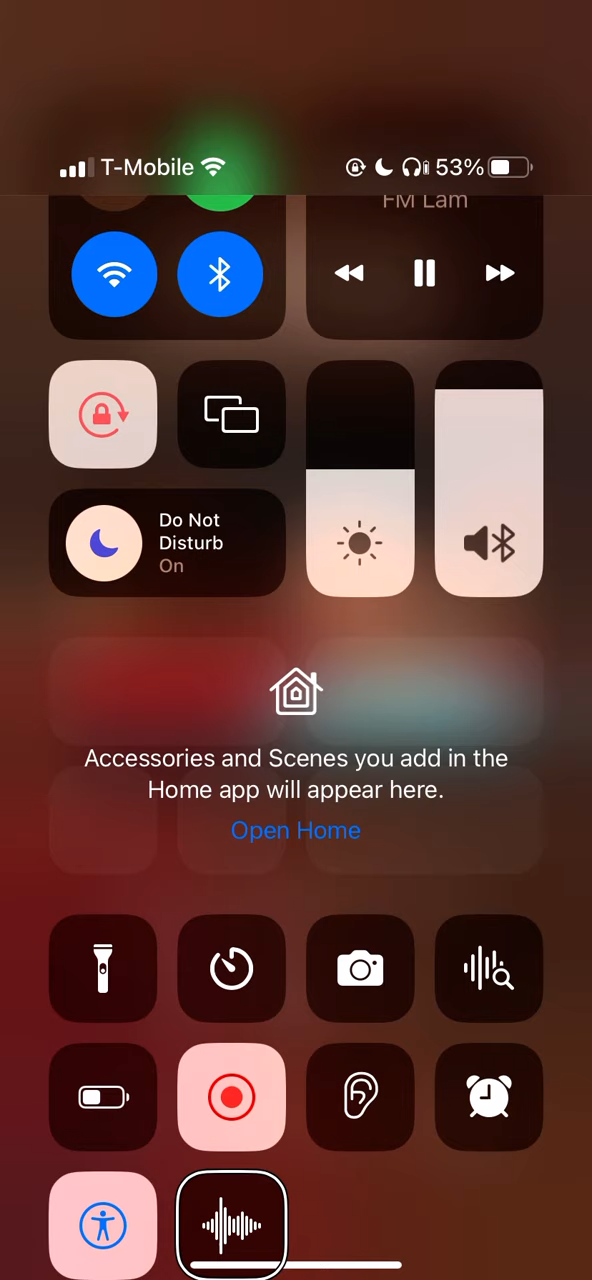 T-Mobile 53%
FM Lam
Do Not
Disturb
On
Accessories and Scenes you add in the
Home app will appear here.
Open Home